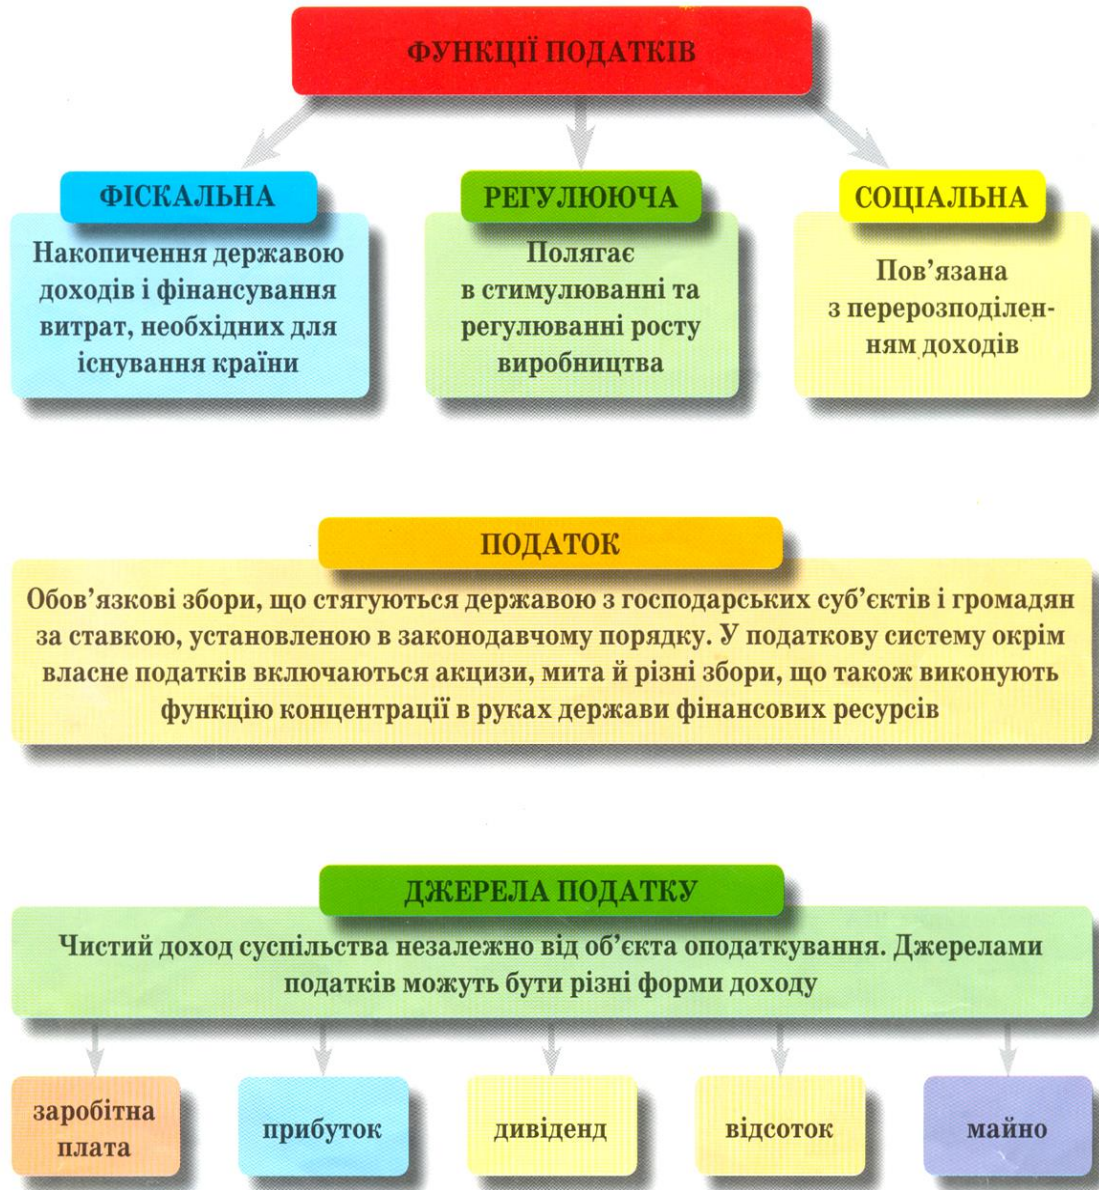 ФУНКЦІЇ ПОДАТКІВ
ФІСКАЛЬНА
Накопичення державою
доходів і фінансування
витрат, необхідних для
існування країни
РЕГУЛЮЮЧА
Полягає
в стимулюванні та
регулюванні росту
виробництва
СОЦІАЛЬНА
Пов’язана
з перерозподілен-
ням доходів
ПОДАТОК
Обов’язкові збори, що стягуються державою з господарських суб’єктів і громадян
за ставкою, установленою в законодавчому порядку. У податкову систему окрім
власне податків включаються акцизи, мита й різні збори, що також виконують
функцію концентрації в руках держави фінансових ресурсів
ДЖЕРЕЛА ПОДАТКУ
Чистий доход суспільства незалежно від об’єкта оподаткування. Джерелами
податків можуть бути різні форми доходу
заробітна
плата
прибуток
дивіденд
відсоток
майно